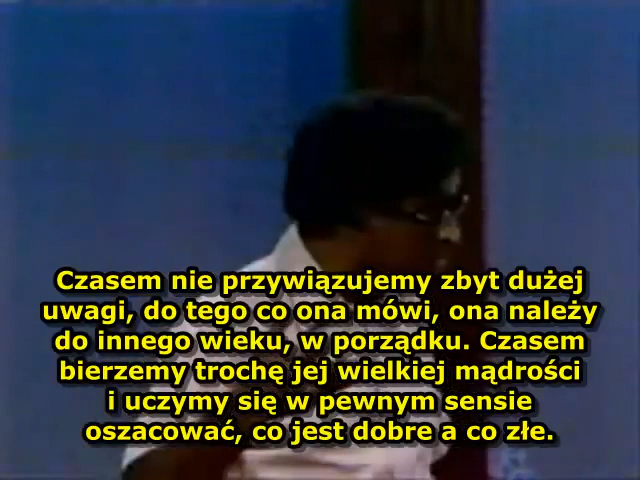 Czasem nie przywiązujemy zbyt dużej
uwagi, do tego co ona mówi, ona należy
do innego wieku, w porządku. Czasem
bierzemy trochę jej wielkiej mądrości
i uczymy się w pewnym sensie
oszacować, co jest dobre a co złe.